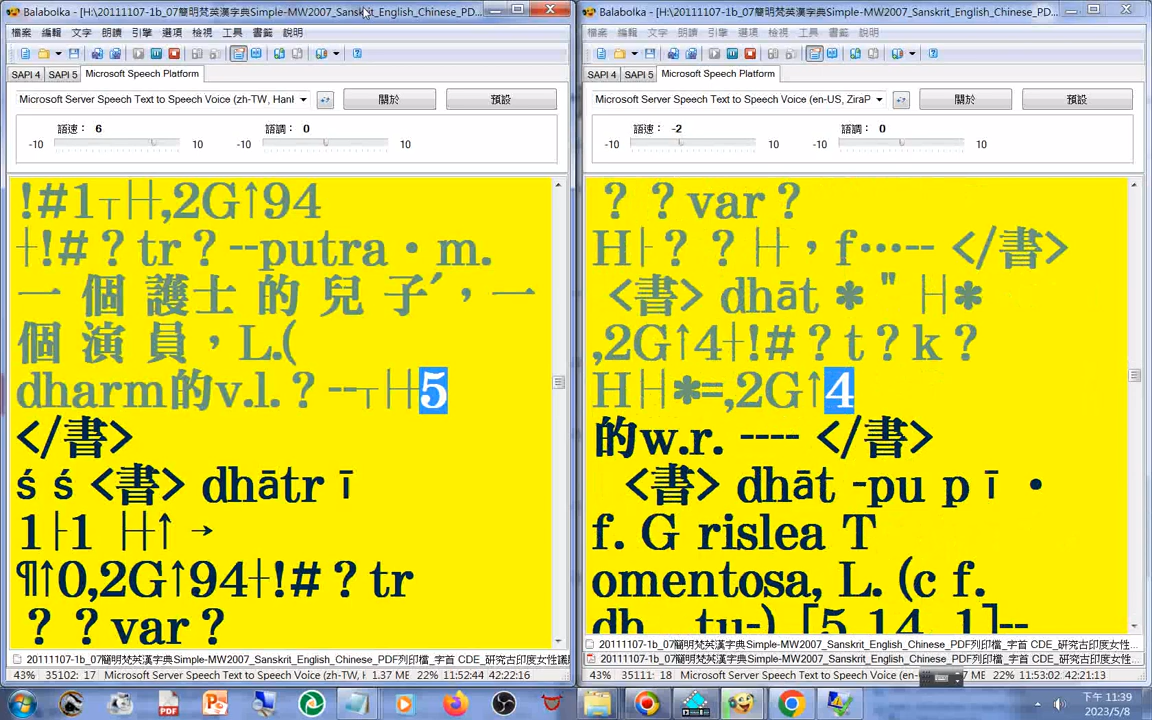 Balabolka - [H:\20111107-1b_07簡明梵英漢字典Simple-MW2007_Sanskrit_English_Chinese_PD...
檔案 編輯 文字 朗讀 引擎 選項 檢視 工具 書籤 說明
SAPI 4 SAPI 5 Microsoft Speech Platform
Microsoft Server Speech Text to Speech Voice (zh-TW, HanH 關於 預設
語速： 6 語調： 0
-10 10 -10 10
!#1┬├┤,2G↑94
┼!#？tr？--putra‧m.
一 個 護士 的 兒 子ˊ，一
個 演 員，L.(
dharm的v.l.？--┬├┤5
</書>
ś ś <書> dhātr ī
1├1 ├┤↑ →
¶↑0,2G↑94┼!#？tr
？？var？
20111107-1b_07簡明梵英漢字典Simple-MW2007_Sanskrit_English_Chinese_PDF列印檔_字首 CDE_研究古印度女性議
43% 35102: 17 Microsoft Server Speech Text to Speech Voice (zh-TW, H 1.37 MB 22% 11:52:44 42:22:16
Balabolka - [H:\20111107-1b_07簡明梵英漢字典Simple-MW2007_Sanskrit_English_Chinese_PD...
檔案 編輯 文字 朗讀 引擎 選項 檢視 工具 書籤 說明
SAPI 4 SAPI 5 Microsoft Speech Platform
Microsoft Server Speech Text to Speech Voice (en-US, ZiraP 關於 預設
語速： -2 語調： 0
-10 10 -10 10
？？var？
H├？？├┤，f…-- </書>
<書> dhāt ✽ " ├┤✽
,2G↑4┼!#？t？k？
H├┤✽=,2G↑4
的w.r. ---- </書>
<書> dhāt -pu p ī ‧
f. G rislea T
omentosa, L. (c f.
dh tu-) [5 14, 1]--
20111107-1b_07簡明梵英漢字典Simple-MW2007_Sanskrit_English_Chinese_PDF列印檔_字首 CDE_研究古印度女性...
20111107-1b_07簡明梵英漢字典Simple-MW2007_Sanskrit_English_Chinese_PDF列印檔_字首 CDE_研究古印度女性...
43% 35111: 18 Microsoft Server Speech 22% 11:53:02 42:21:13
下午 11:39
2023/5/8